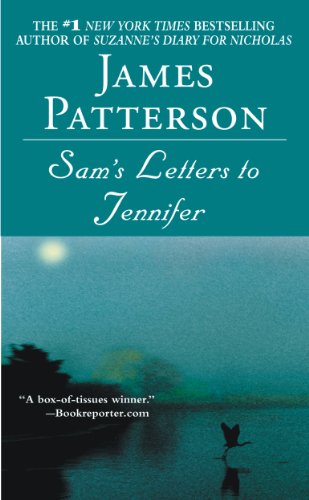 THE #1 NEW YORK TIMES BESTSELLING
AUTHOR OF SUZANNE'S DIARY FOR NICHOLAS
JAMES
PATTERSON
Sam's Letters to
Jennifer
“A box-of-tissues winner.”
—Bookreporter.com